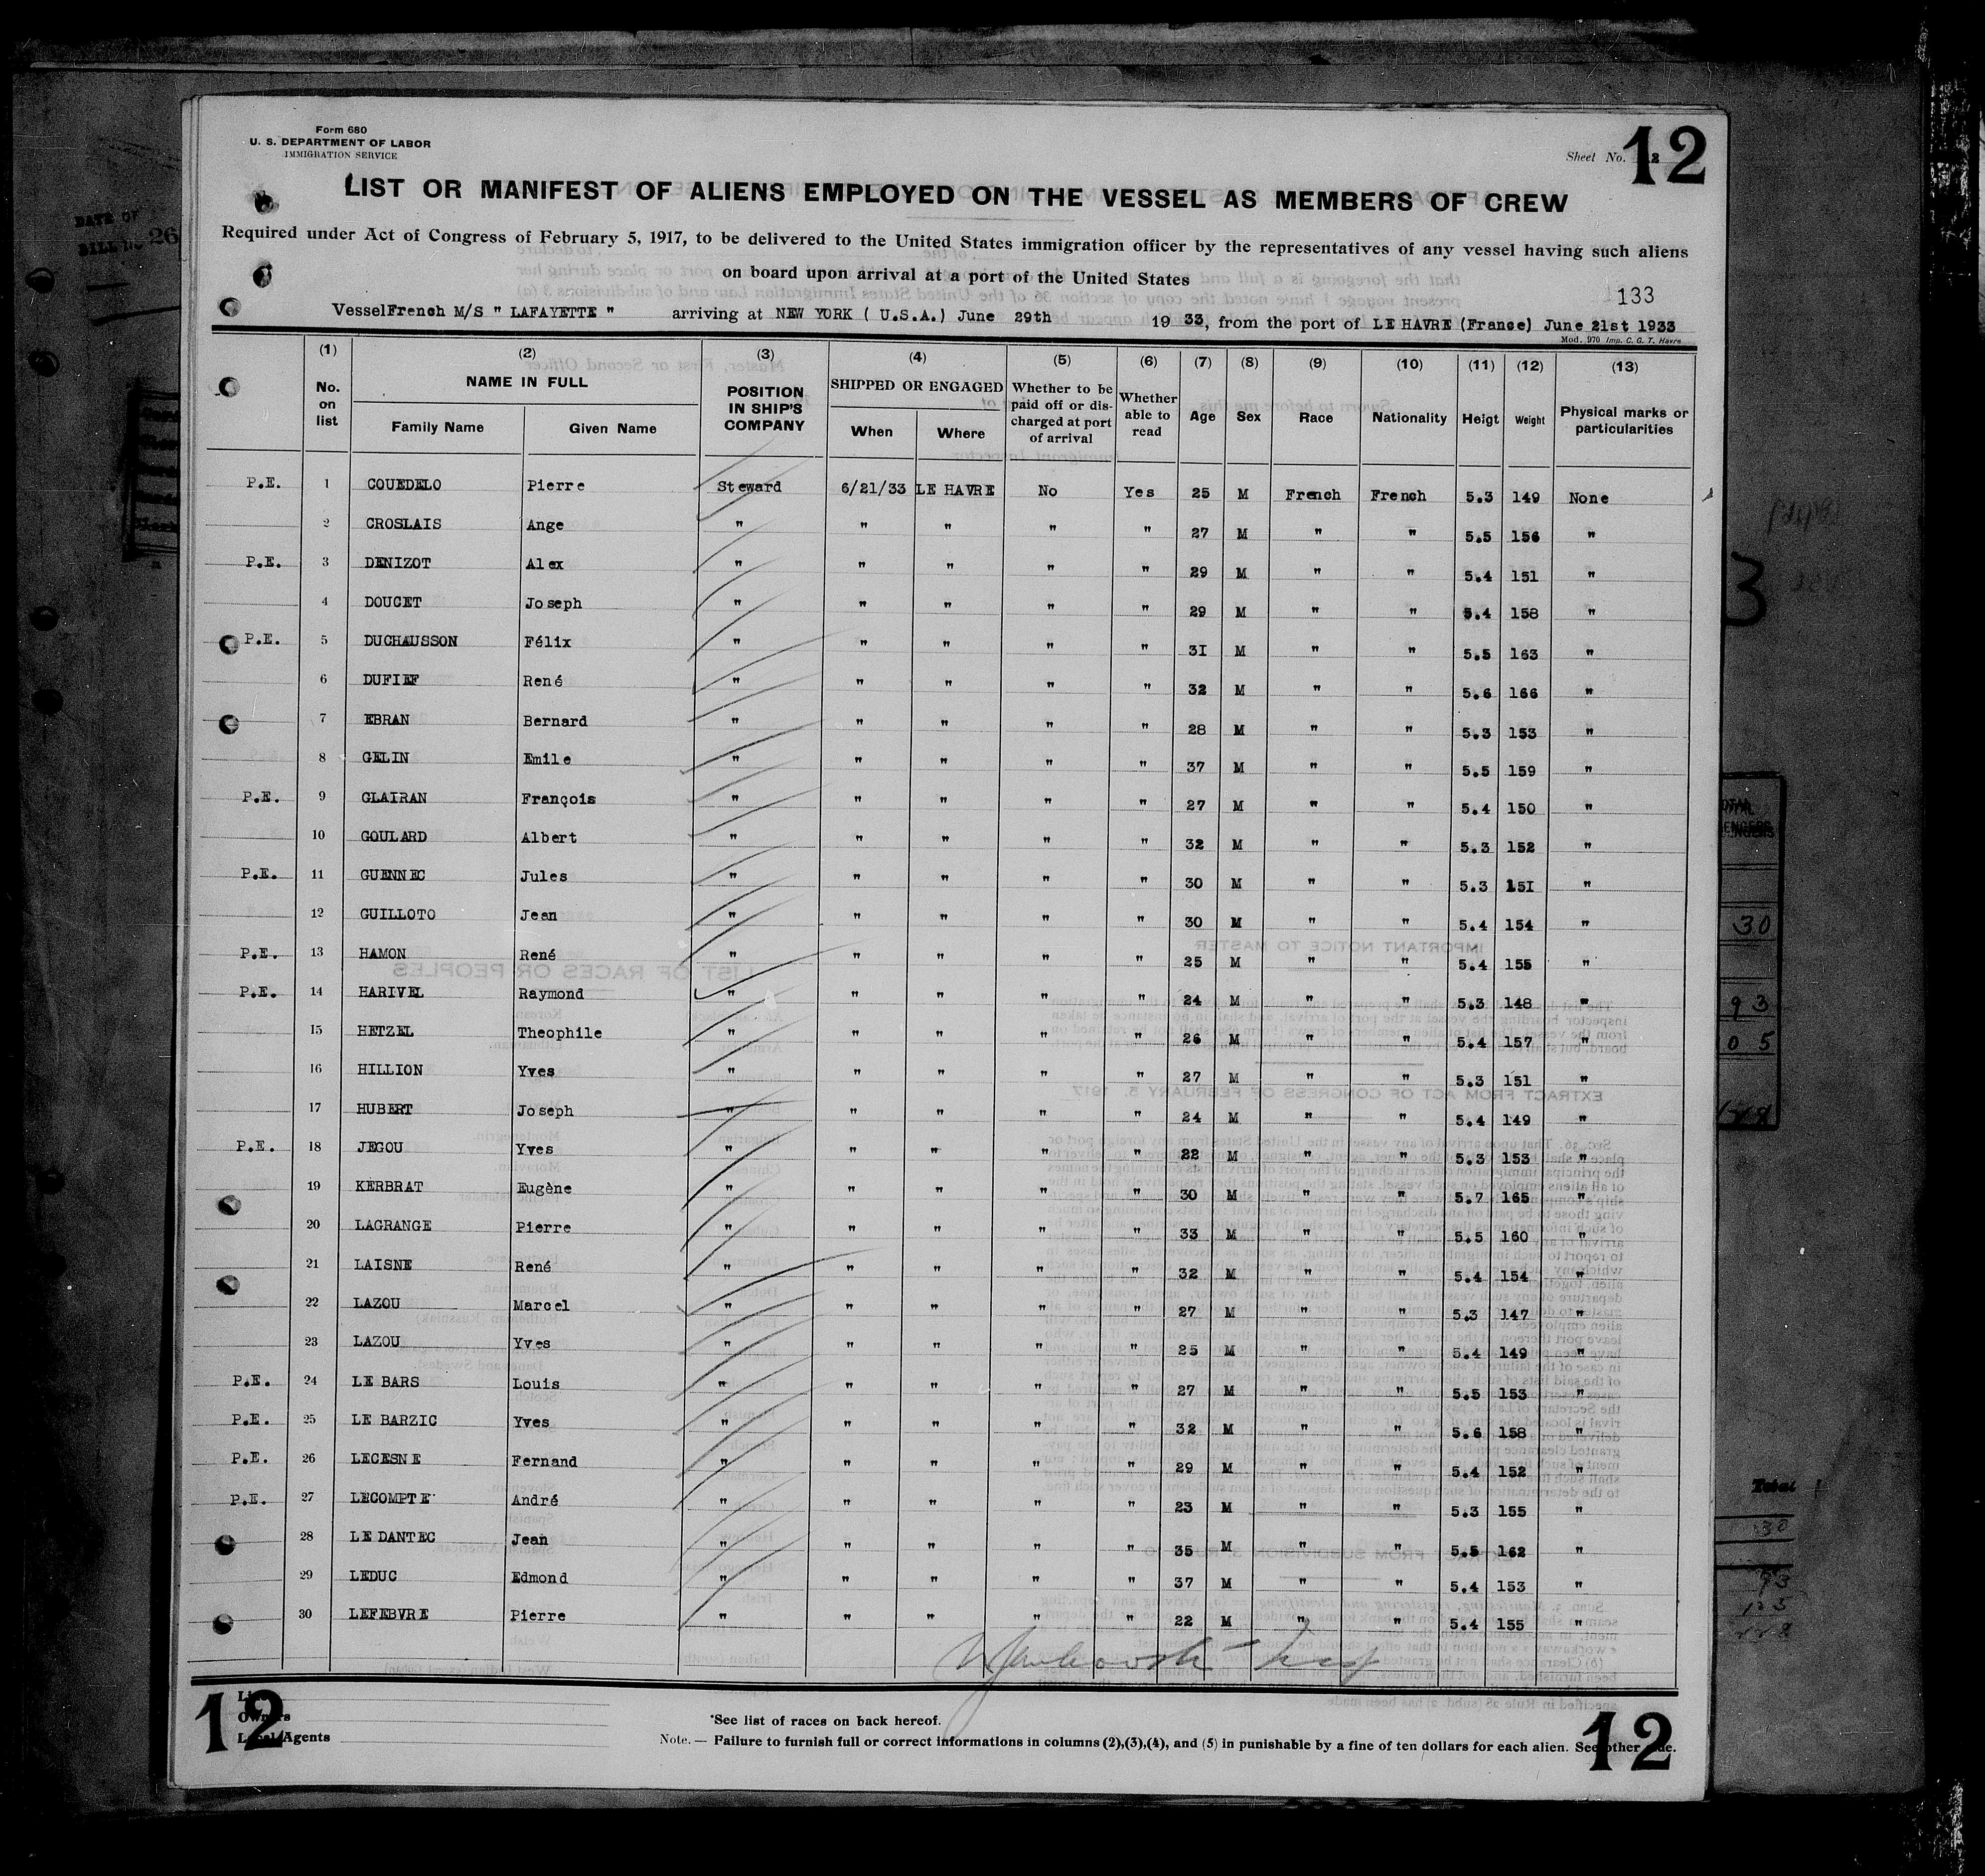 Form 680
U. S. DEPARTMENT OF LABOR
IMMIGRATION SERVICE
Sheet No. 12
12
LIST OR MANIFEST OF ALIENS EMPLOYED ON THE VESSEL AS MEMBERS OF CREW
Required under Act of Congress of February 5, 1917, to be delivered to the United States immigration officer by the representatives of any vessel having such aliens
on board upon arrival at a port of the United States
133
Vessel French M/S " LAFAYETTE " arriving at NEW YORK ( U.S.A.) June 29th 19 33, from the port of LE HAVRE (France) June 21st 1933
Mod. 970 Imp. C. G. T. Havre
(1) (2) (3) (4) (5) (6) (7) (8) (9) (10) (11) (12) (13)
No. on list NAME IN FULL Family Name Given Name POSITION IN SHIP'S COMPANY SHIPPED OR ENGAGED When Where Whether to be paid off or discharged at port of arrival Whether able to read Age Sex Race Nationality Heigt Weight Physical marks or particularities
P.E. 1 COUEDELO Pierre Steward 6/21/33 LE HAVRE No Yes 25 M French French 5.3 149 None
2 CROSLAIS Ange " " " " " 27 M " " 5.5 156 "
P.E. 3 DENIZOT Alex " " " " " 29 M " " 5.4 151 "
4 DOUCET Joseph " " " " " 29 M " " 5.4 158 "
P.E. 5 DUCHAUSSON Félix " " " " " 31 M " " 5.5 163 "
6 DUFIEF René " " " " " 32 M " " 5.6 166 "
7 EBRAN Bernard " " " " " 28 M " " 5.3 153 "
8 GELIN Emile " " " " " 37 M " " 5.5 159 "
P.E. 9 GLAIRAN François " " " " " 27 M " " 5.4 150 "
10 GOULARD Albert " " " " " 32 M " " 5.3 152 "
P.E. 11 GUENNEC Jules " " " " " 30 M " " 5.3 151 "
12 GUILLOTO Jean " " " " " 30 M " " 5.4 154 "
P.E. 13 HAMON René " " " " " 25 M " " 5.4 155 "
P.E. 14 HARIVEL Raymond " " " " " 24 M " " 5.3 148 "
15 HETZEL Theophile " " " " " 26 M " " 5.4 157 "
16 HILLION Yves " " " " " 27 M " " 5.3 151 "
17 HUBERT Joseph " " " " " 24 M " " 5.4 149 "
P.E. 18 JEGOU Yves " " " " " 22 M " " 5.3 153 "
19 KERBRAT Eugène " " " " " 30 M " " 5.7 165 "
20 LAGRANGE Pierre " " " " " 33 M " " 5.5 160 "
21 LAISNE René " " " " " 32 M " " 5.4 154 "
22 LAZOU Marcel " " " " " 27 M " " 5.3 147 "
23 LAZOU Yves " " " " " 25 M " " 5.4 149 "
P.E. 24 LE BARS Louis " " " " " 27 M " " 5.5 153 "
P.E. 25 LE BARZIC Yves " " " " " 32 M " " 5.6 158 "
P.E. 26 LECESNE Fernand " " " " " 29 M " " 5.4 152 "
P.E. 27 LECOMPTE André " " " " " 23 M " " 5.3 155 "
28 LE DANTEC Jean " " " " " 35 M " " 5.5 162 "
29 LEDUC Edmond " " " " " 37 M " " 5.4 153 "
30 LEFEBVRE Pierre " " " " " 22 M " " 5.4 155 "
12
Owners
Local Agents
*See list of races on back hereof.
Note. — Failure to furnish full or correct informations in columns (2),(3),(4), and (5) in punishable by a fine of ten dollars for each alien. See other
12